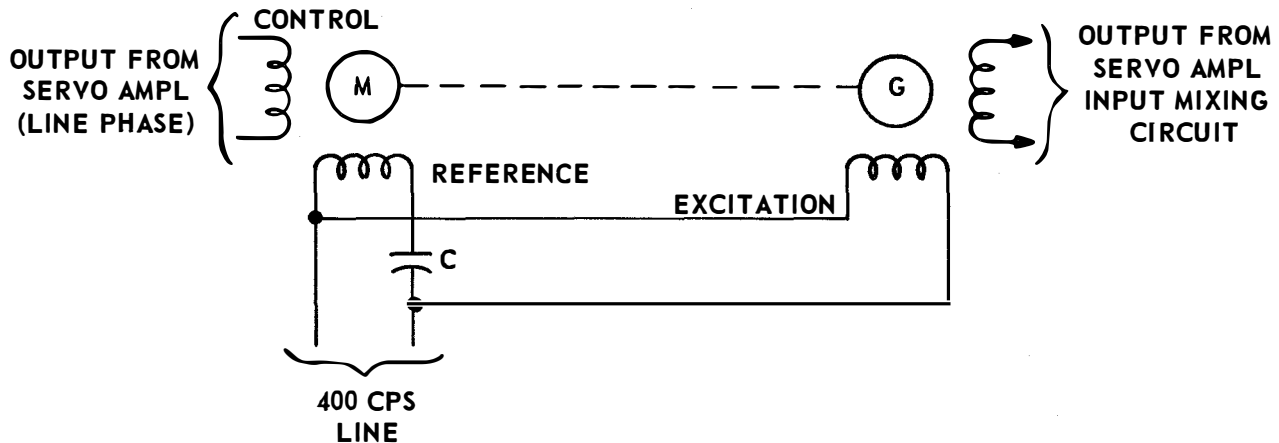 CONTROL
OUTPUT FROM
SERVO AMPL
(LINE PHASE)
M
G
OUTPUT FROM
SERVO AMPL
INPUT MIXING
CIRCUIT
REFERENCE
EXCITATION
C
400 CPS
LINE